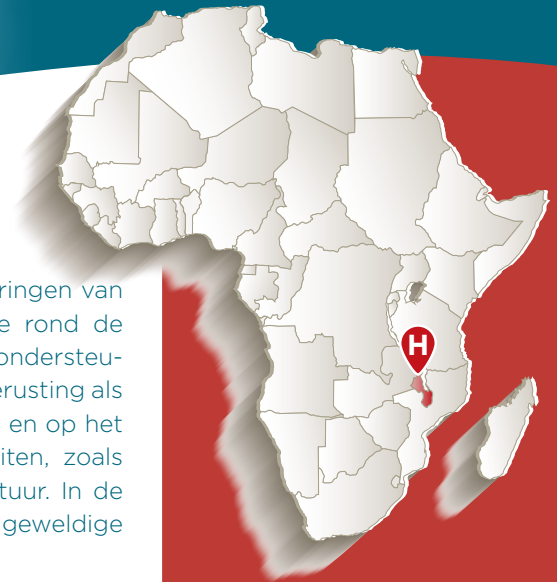 ringen van
e rond de
ondersteu-
erusting als
en op het
iten, zoals
tuur. In de
geweldige
H